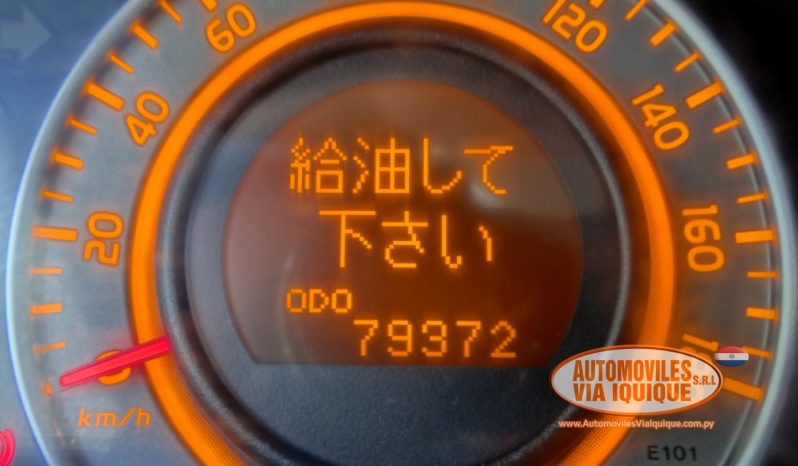 60
120
40
140
20
160
0
km/h
給油して
下さい
ODO
79372
AUTOMOVILES
VIA IQUIQUE S.R.L
www.AutomovilesViaIquique.com.py
E101